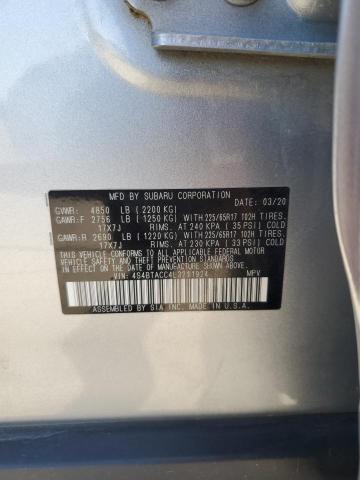 MFD BY SUBARU CORPORATION 03/20
GVWR: 4850 LB (2200 KG)
GAWR:F 2756 LB (1250 KG) WITH 225/65R17 102H TIRES.
17X7J RIMS. AT 240 KPA ( 35 PSI) COLD
GAWR:R 2690 LB (1220 KG) WITH 225/65R17 102H TIRES.
17X7J RIMS. AT 230 KPA ( 33 PSI) COLD
THIS VEHICLE CONFORMS TO ALL APPLICABLE FEDERAL MOTOR
VEHICLE SAFETY AND THEFT PREVENTION STANDARDS
IN EFFECT ON THE DATE OF MANUFACTURE SHOWN ABOVE.
VIN: 4S4BTACC4L3231924 MPV
ASSEMBLED BY SIA INC. MADE IN U.S.A.